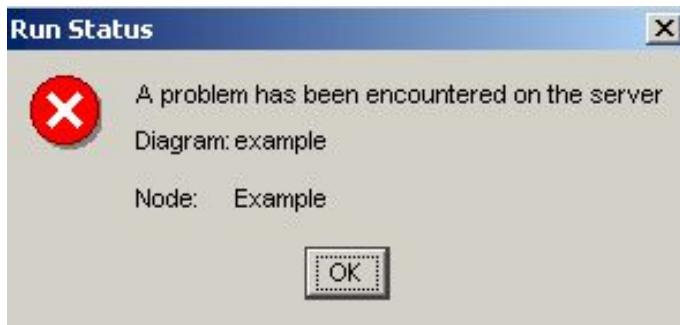 Run Status
A problem has been encountered on the server
Diagram: example
Node: Example
OK